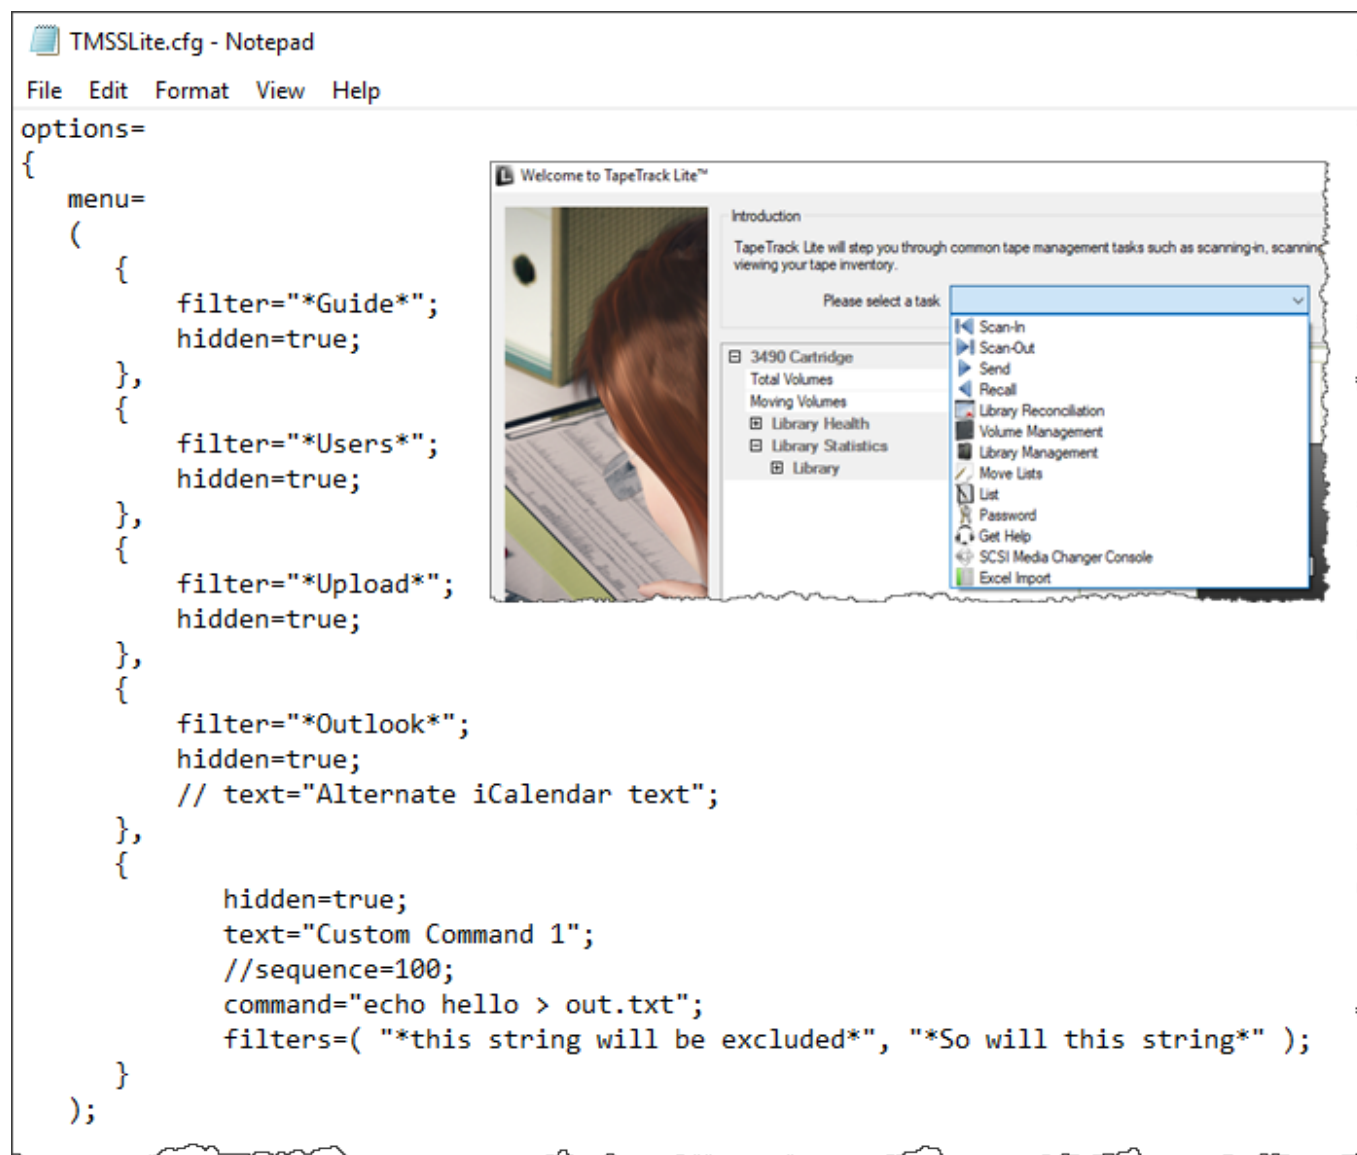 TMSSLite.cfg - Notepad
File Edit Format View Help
options=
{
menu=
(
{
filter="*Guide*";
hidden=true;
},
{
filter="*Users*";
hidden=true;
},
{
filter="*Upload*";
hidden=true;
},
{
filter="*Outlook*";
hidden=true;
// text="Alternate iCalendar text";
},
{
hidden=true;
text="Custom Command 1";
//sequence=100;
command="echo hello > out.txt";
filters=( "*this string will be excluded*", "*So will this string*" );
}
);
Welcome to TapeTrack Lite™
Introduction
TapeTrack Lite will step you through common tape management tasks such as scanning-in, scanning
viewing your tape inventory.
Please select a task
Scan-In
Scan-Out
Send
Recall
Library Reconciliation
Volume Management
Library Management
Move Lists
List
Password
Get Help
SCSI Media Changer Console
Excel Import
3490 Cartridge
Total Volumes
Moving Volumes
Library Health
Library Statistics
Library